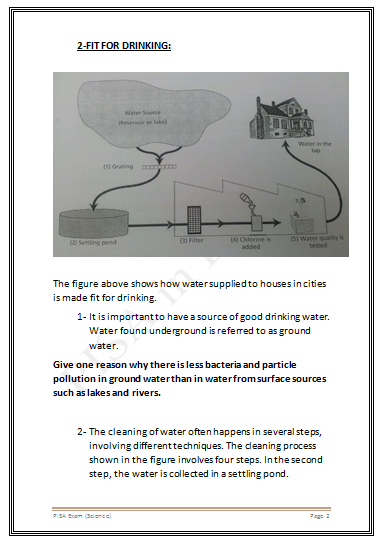 2-FIT FOR DRINKING:
Water Source
(Reservoir or lake)
Water in the
tap
(1) Grating
(2) Settling pond
(3) Filter
(4) Chlorine is
added
(5) Water quality is
tested
The figure above shows how water supplied to houses in cities
is made fit for drinking.
1- It is important to have a source of good drinking water.
Water found underground is referred to as ground
water.
Give one reason why there is less bacteria and particle
pollution in ground water than in water from surface sources
such as lakes and rivers.
2- The cleaning of water often happens in several steps,
involving different techniques. The cleaning process
shown in the figure involves four steps. In the second
step, the water is collected in a settling pond.
PISA Exam (Science)
Page 2